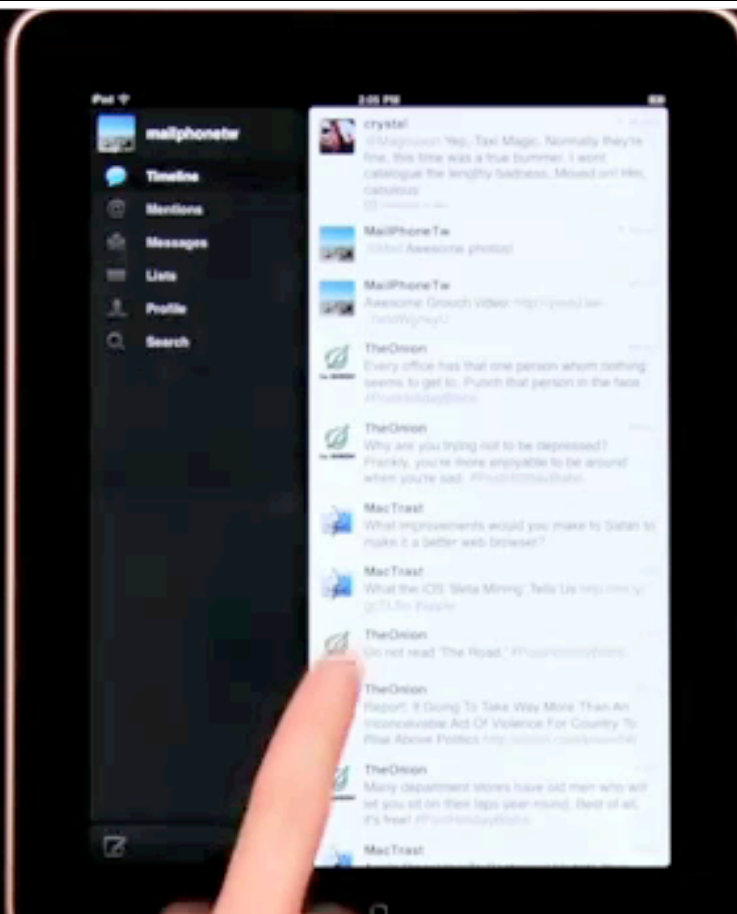 iPod
3:05 PM
mailphonetw
Timeline
Mentions
Messages
Lists
Profile
Search
crystal
Yep, Taxi Magic. Normally they're
fine, this time was a true bummer. I wont
catalogue the lengthy badness. Moved on!
MailPhoneTw
Awesome photos!
MailPhoneTw
Awesome Grouch video:
TheOnion
Every office has that one person whom nothing
seems to get to. Punch that person in the face.
TheOnion
Why are you trying not to be depressed?
Frankly, you're more enjoyable to be around
when you're sad.
MacTrast
What improvements would you make to Safari to
make it a better web browser?
MacTrast
What the iOS 'Beta Mining' Tells Us
TheOnion
Do not read 'The Road.'
TheOnion
Report: It Going To Take Way More Than An
Inconceivable Act Of Violence For Country To
Rise Above Politics
TheOnion
Many department stores have old men who will
let you sit on their laps year-round. Best of all,
it's free!
MacTrast